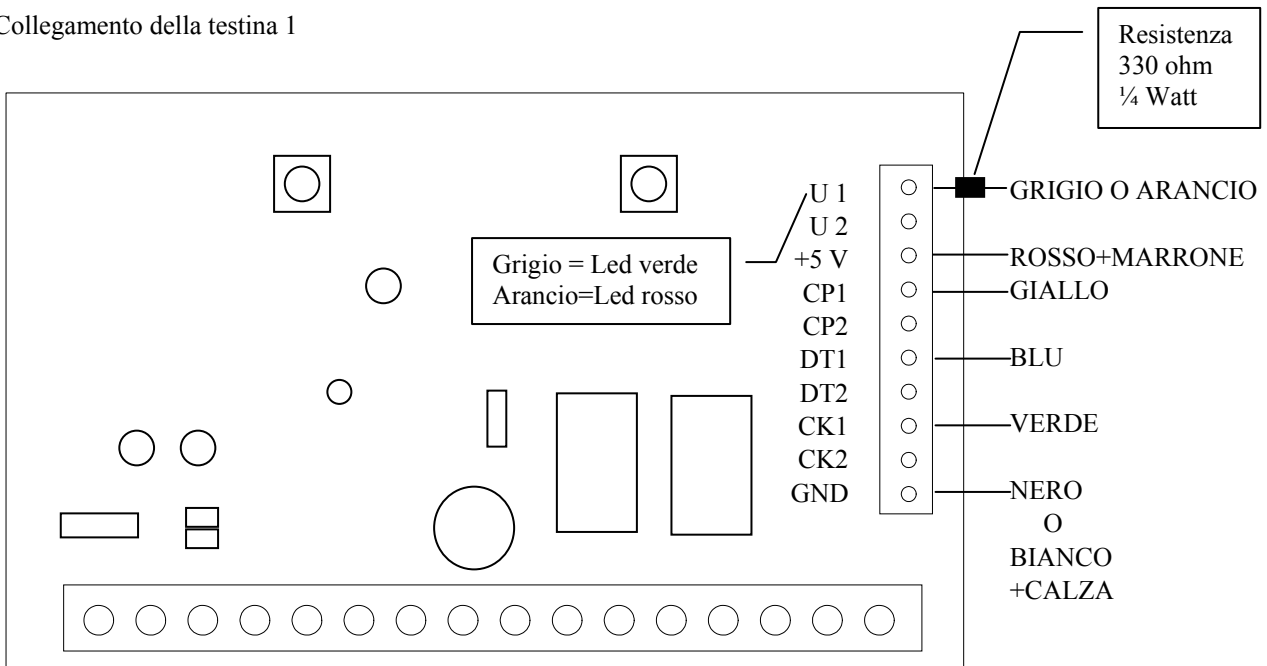 Collegamento della testina 1
Resistenza
330 ohm
¼ Watt
U 1
GRIGIO O ARANCIO
U 2
Grigio = Led verde
Arancio=Led rosso
+5 V
ROSSO+MARRONE
CP1
GIALLO
CP2
DT1
BLU
DT2
CK1
VERDE
CK2
GND
NERO
O
BIANCO
+CALZA